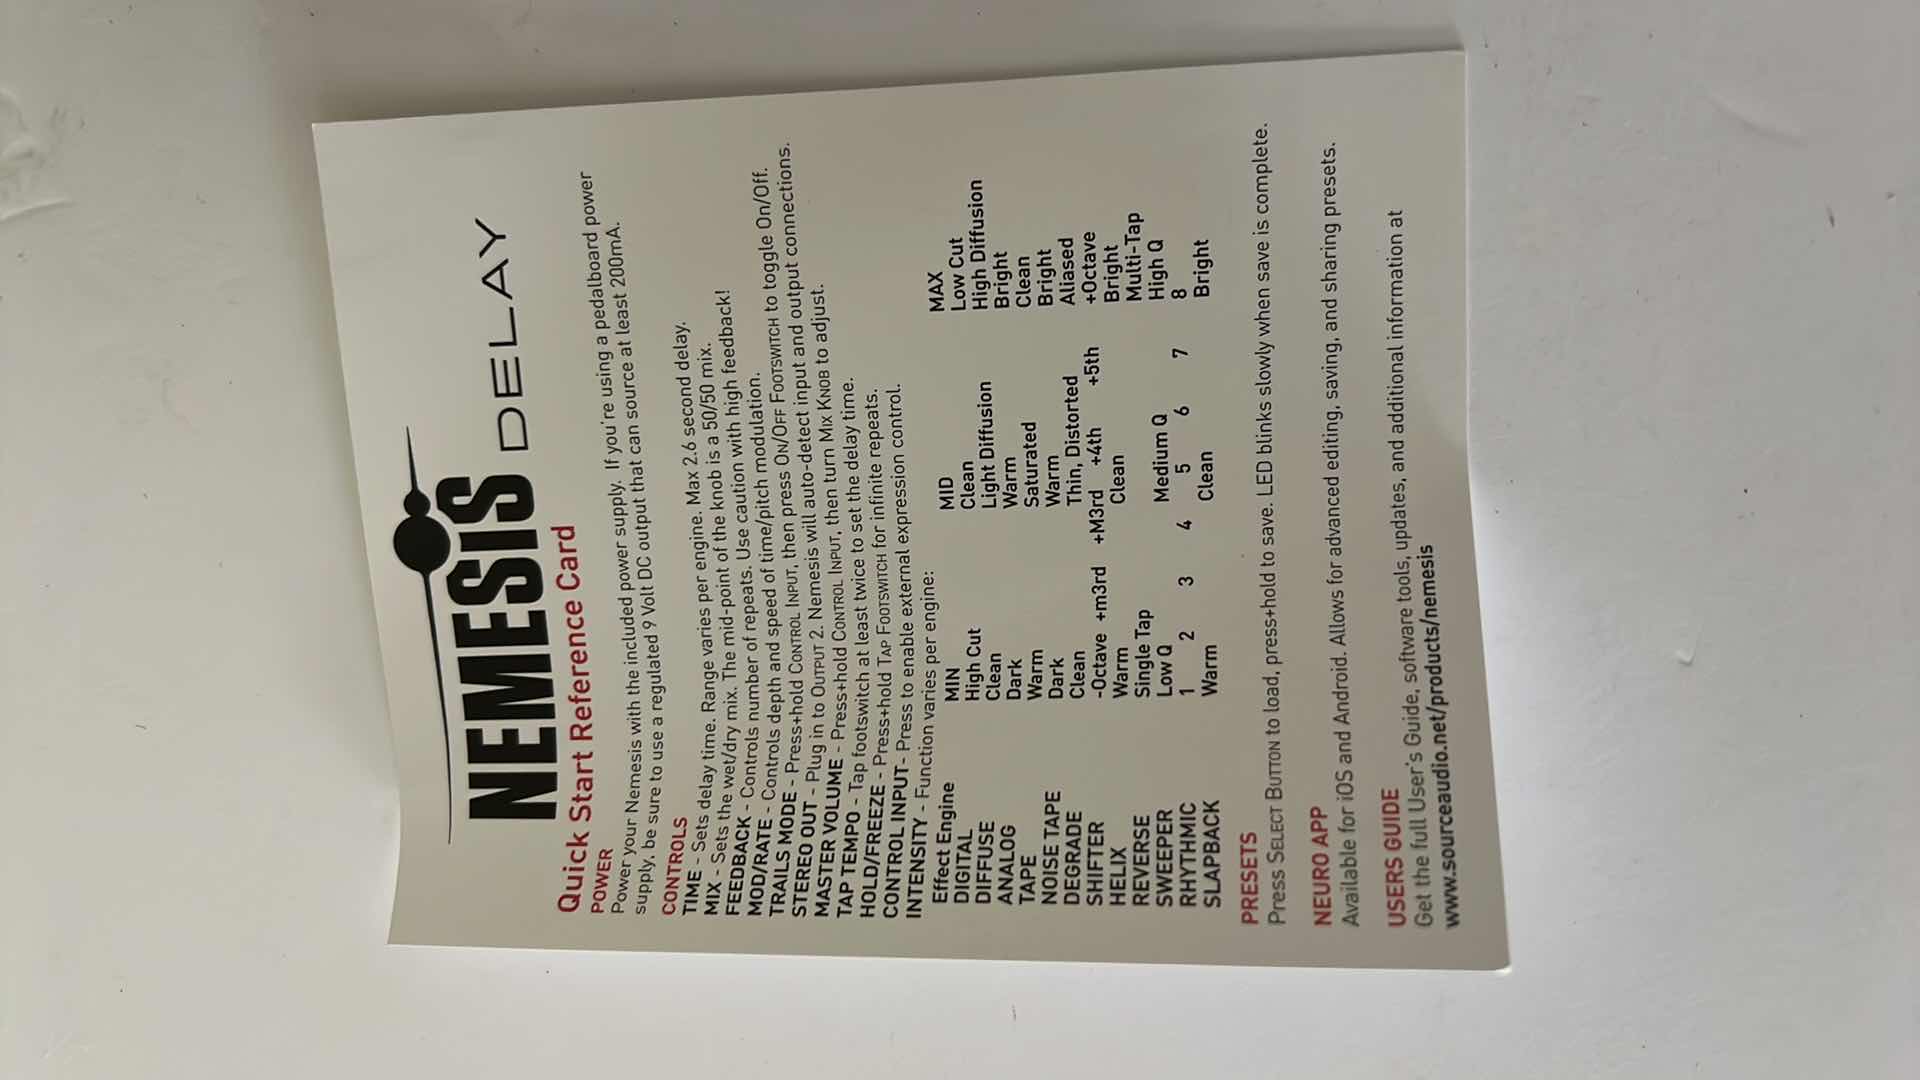 NEMESIS DELAY
Quick Start Reference Card
POWER
Power your Nemesis with the included power supply. If you're using a pedalboard power
supply, be sure to use a regulated 9 Volt DC output that can source at least 200mA.
CONTROLS
TIME - Sets delay time. Range varies per engine. Max 2.6 second delay.
MIX - Sets the wet/dry mix. The mid-point of the knob is a 50/50 mix.
FEEDBACK - Controls number of repeats. Use caution with high feedback!
MOD/RATE - Controls depth and speed of time/pitch modulation.
TRAILS MODE - Press+hold CONTROL INPUT, then press ON/OFF FOOTSWITCH to toggle On/Off.
STEREO OUT - Plug in to OUTPUT 2. Nemesis will auto-detect input and output connections.
MASTER VOLUME - Press+hold CONTROL INPUT, then turn MIX KNOB to adjust.
TAP TEMPO - Tap footswitch at least twice to set the delay time.
HOLD/FREEZE - Press+hold TAP FOOTSWITCH for infinite repeats.
CONTROL INPUT- Press to enable external expression control.
INTENSITY - Function varies per engine:
Effect Engine MIN MID MAX
DIGITAL High Cut Clean Low Cut
DIFFUSE Clean Light Diffusion High Diffusion
ANALOG Dark Warm Bright
TAPE Warm Saturated Clean
NOISE TAPE Dark Warm Bright
DEGRADE Clean Thin, Distorted Aliased
SHIFTER -Octave +m3rd +M3rd +4th +5th +Octave
HELIX Warm Clean Bright
REVERSE Single Tap Multi-Tap
SWEEPER Low Q Medium Q High Q
RHYTHMIC 1 2 3 4 5 6 7 8
SLAPBACK Warm Clean Bright
PRESETS
Press SELECT BUTTON to load, press+hold to save. LED blinks slowly when save is complete.
NEURO APP
Available for iOS and Android. Allows for advanced editing, saving, and sharing presets.
USERS GUIDE
Get the full User's Guide, software tools, updates, and additional information at
www.sourceaudio.net/products/nemesis